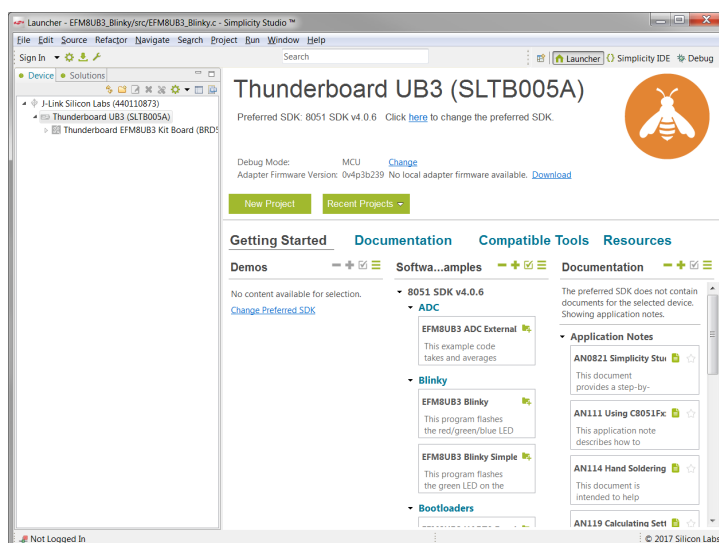 Launcher - EFM8UB3_Blinky/src/EFM8UB3_Blinky.c - Simplicity Studio ™
File Edit Source Refactor Navigate Search Project Run Window Help
Sign In
Search
Launcher {} Simplicity IDE Debug
Device Solutions
J-Link Silicon Labs (440110873)
Thunderboard UB3 (SLTB005A)
Thunderboard EFM8UB3 Kit Board (BRD5
Thunderboard UB3 (SLTB005A)
Preferred SDK: 8051 SDK v4.0.6 Click here to change the preferred SDK.
Debug Mode: MCU Change
Adapter Firmware Version: 0v4p3b239 No local adapter firmware available. Download
New Project Recent Projects
Getting Started Documentation Compatible Tools Resources
Demos
No content available for selection.
Change Preferred SDK
Softwa...amples
8051 SDK v4.0.6
ADC
EFM8UB3 ADC External
This example code
takes and averages
Blinky
EFM8UB3 Blinky
This program flashes
the red/green/blue LED
EFM8UB3 Blinky Simple
This program flashes
the green LED on the
Bootloaders
Documentation
The preferred SDK does not contain
documents for the selected device.
Showing application notes.
Application Notes
AN0821 Simplicity Stu
This document
provides a step-by-
AN111 Using C8051Fx
This application note
describes how to
AN114 Hand Soldering
This document is
intended to help
AN119 Calculating Sett
Not Logged In
© 2017 Silicon Labs